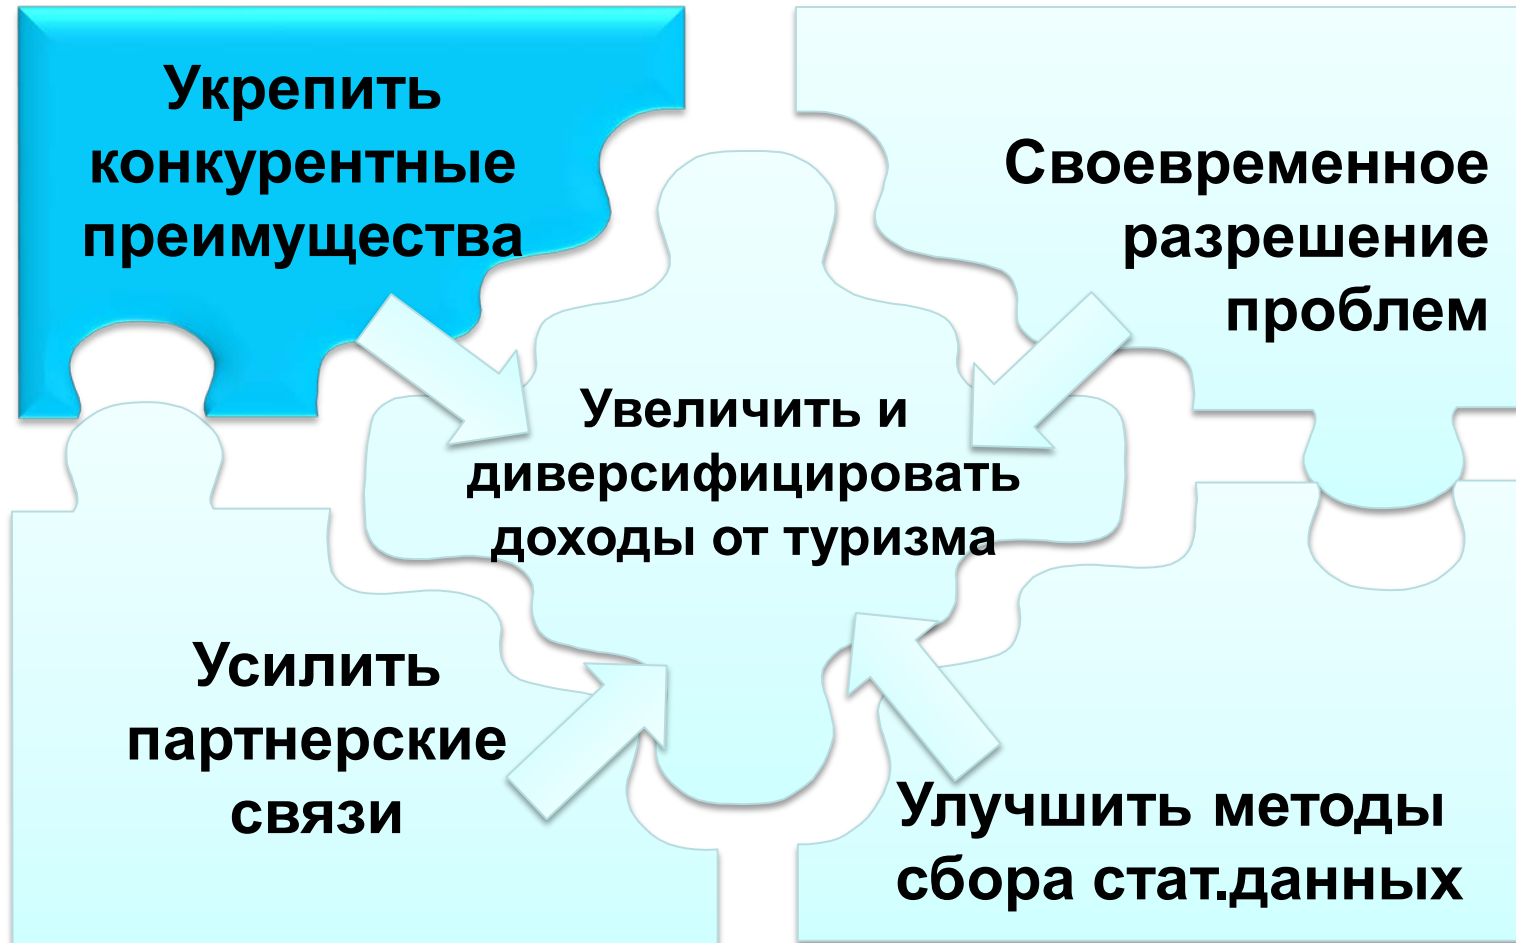 Укрепить
конкурентные
преимущества
Своевременное
разрешение
проблем
Увеличить и
диверсифицировать
доходы от туризма
Усилить
партнерские
связи
Улучшить методы
сбора стат.данных